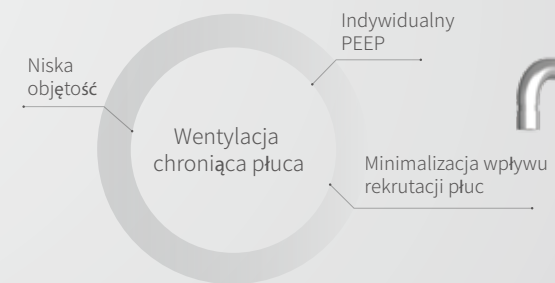 Indywidualny
PEEP
Niska
objętość
Wentylacja
chroniąca płuca
Minimalizacja wpływu
rekrutacji płuc